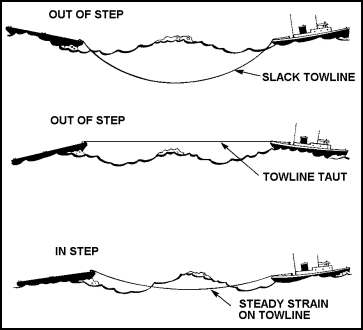 OUT OF STEP
SLACK TOWLINE
OUT OF STEP
TOWLINE TAUT
IN STEP
STEADY STRAIN
ON TOWLINE